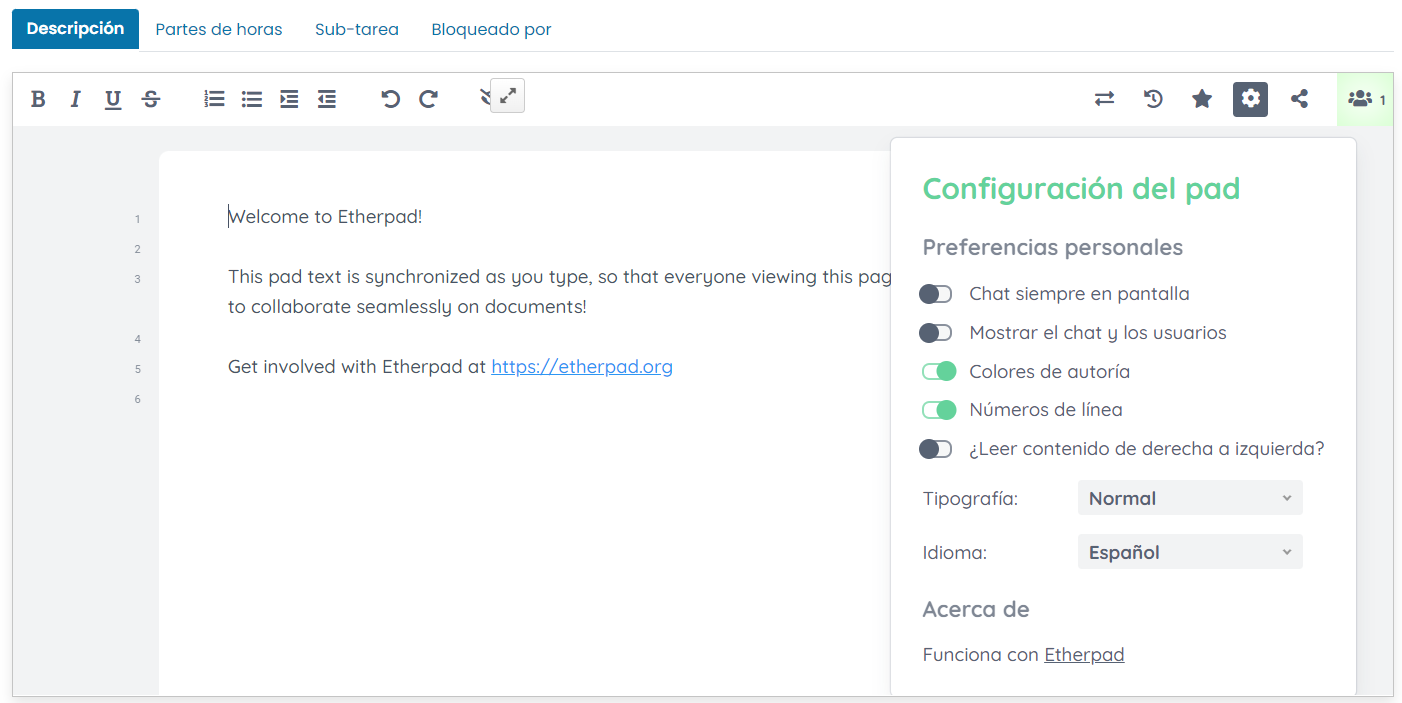 Descripción Partes de horas Sub-tarea Bloqueado por
B I U S 1
1 Welcome to Etherpad!
2
3 This pad text is synchronized as you type, so that everyone viewing this pag
to collaborate seamlessly on documents!
4
5 Get involved with Etherpad at https://etherpad.org
6
Configuración del pad
Preferencias personales
Chat siempre en pantalla
Mostrar el chat y los usuarios
Colores de autoría
Números de línea
¿Leer contenido de derecha a izquierda?
Tipografía: Normal
Idioma: Español
Acerca de
Funciona con Etherpad